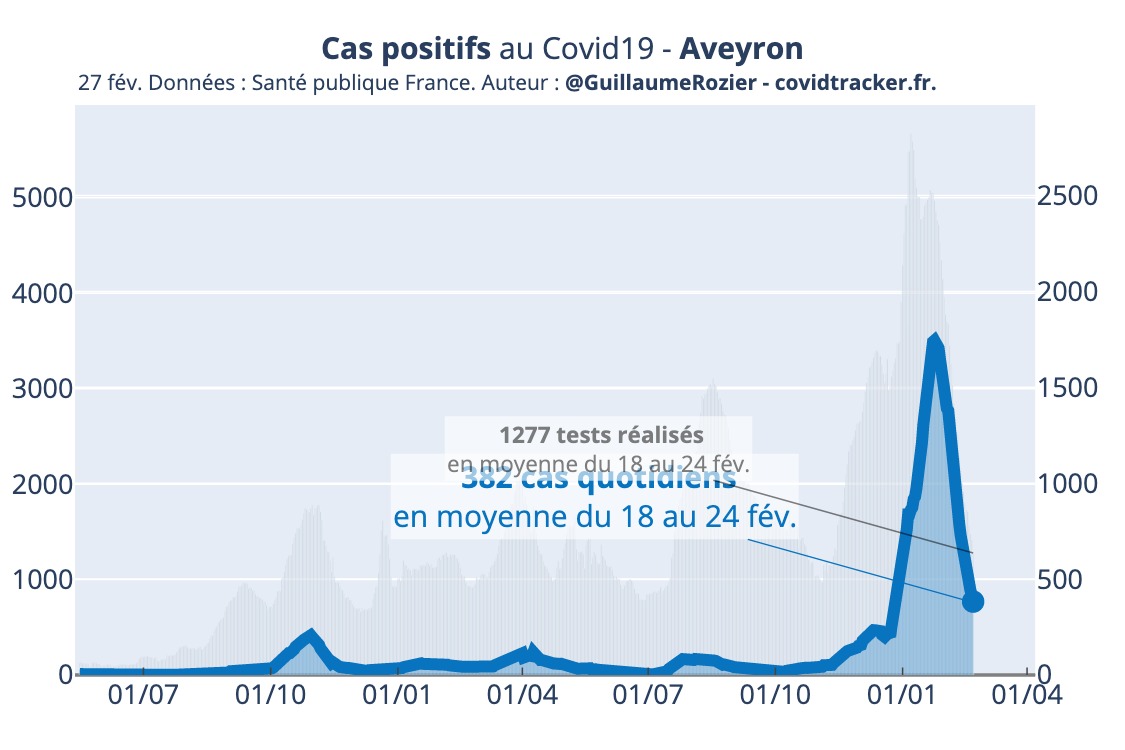 Cas positifs au Covid19 - Aveyron
27 fév. Données : Santé publique France. Auteur : @GuillaumeRozier - covidtracker.fr.
5000
4000
3000
2000
1000
0
2500
2000
1500
1000
500
0
1277 tests réalisés
en moyenne du 18 au 24 fév.
382 cas quotidiens
en moyenne du 18 au 24 fév.
01/07 01/10 01/01 01/04 01/07 01/10 01/01 01/04